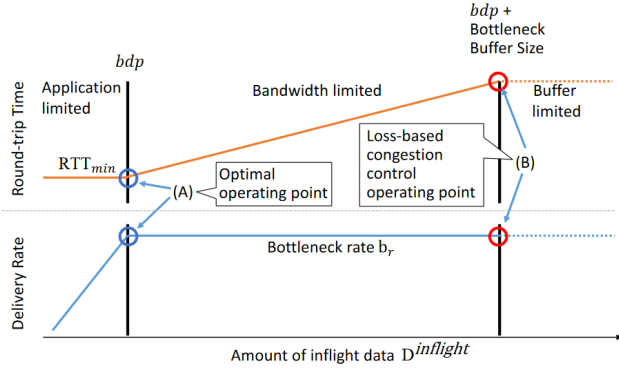 bdp +
Bottleneck
Buffer Size
bdp
Application
limited
Bandwidth limited
Buffer
limited
Round-trip Time
RTTmin
(A)
Optimal
operating point
Loss-based
congestion
control
operating point
(B)
Delivery Rate
Bottleneck rate br
Amount of inflight data D^inflight